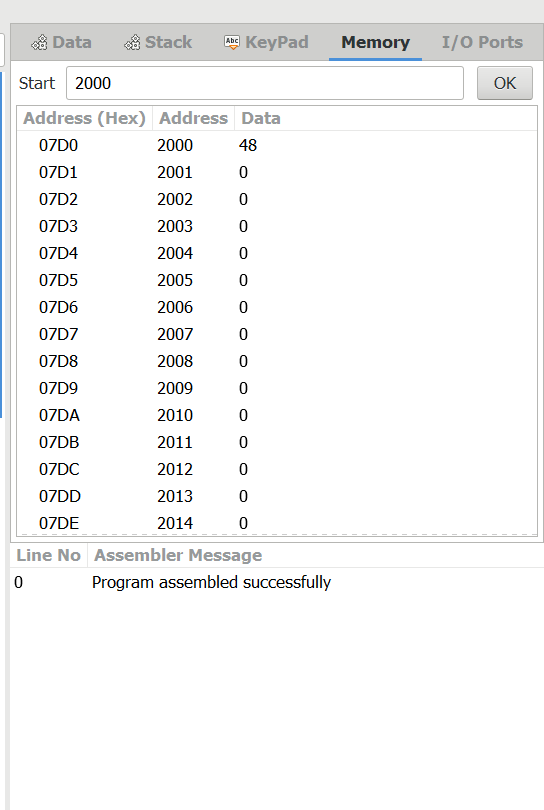 Data Stack Abc KeyPad Memory I/O Ports
Start 2000 OK
Address (Hex) Address Data
07D0 2000 48
07D1 2001 0
07D2 2002 0
07D3 2003 0
07D4 2004 0
07D5 2005 0
07D6 2006 0
07D7 2007 0
07D8 2008 0
07D9 2009 0
07DA 2010 0
07DB 2011 0
07DC 2012 0
07DD 2013 0
07DE 2014 0
Line No Assembler Message
0 Program assembled successfully